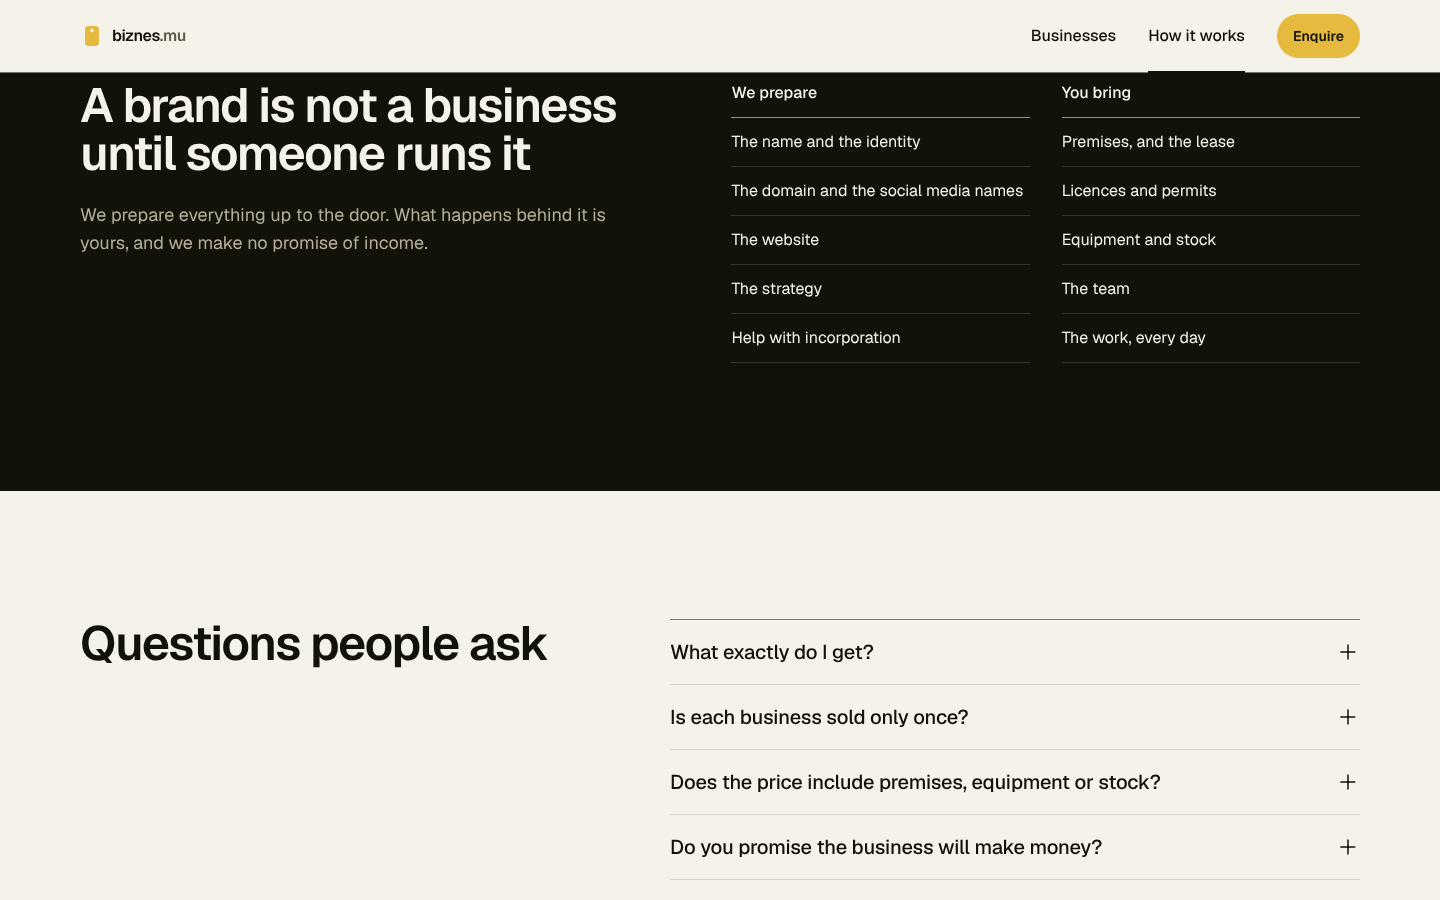 biznes.mu
Businesses
How it works
Enquire
A brand is not a business
until someone runs it
We prepare everything up to the door. What happens behind it is
yours, and we make no promise of income.
We prepare
The name and the identity
The domain and the social media names
The website
The strategy
Help with incorporation
You bring
Premises, and the lease
Licences and permits
Equipment and stock
The team
The work, every day
Questions people ask
What exactly do I get?
Is each business sold only once?
Does the price include premises, equipment or stock?
Do you promise the business will make money?